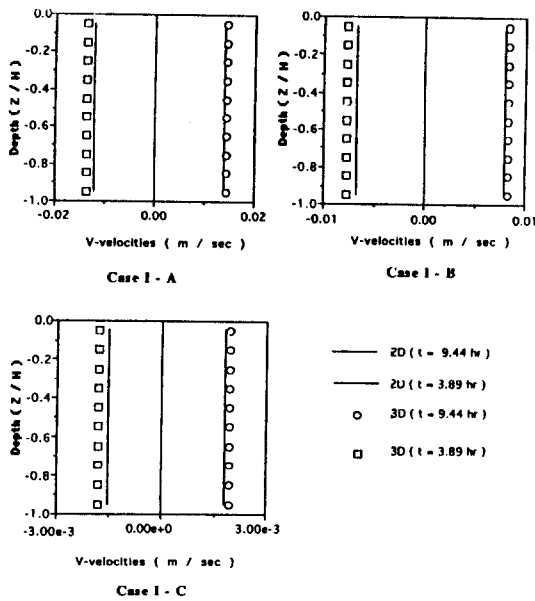 0.0
-0.2
-0.4
-0.6
-0.8
-1.0
Depth ( Z / H )
-0.02 0.00 0.02
V-velocities ( m / sec )
Case I - A
0.0
-0.2
-0.4
-0.6
-0.8
-1.0
Depth ( Z / H )
-0.01 0.00 0.01
V-velocities ( m / sec )
Case I - B
0.0
-0.2
-0.4
-0.6
-0.8
-1.0
Depth ( Z / H )
-3.00e-3 0.00e+0 3.00e-3
V-velocities ( m / sec )
Case I - C
2D ( t = 9.44 hr )
2D ( t = 3.89 hr )
3D ( t = 9.44 hr )
3D ( t = 3.89 hr )